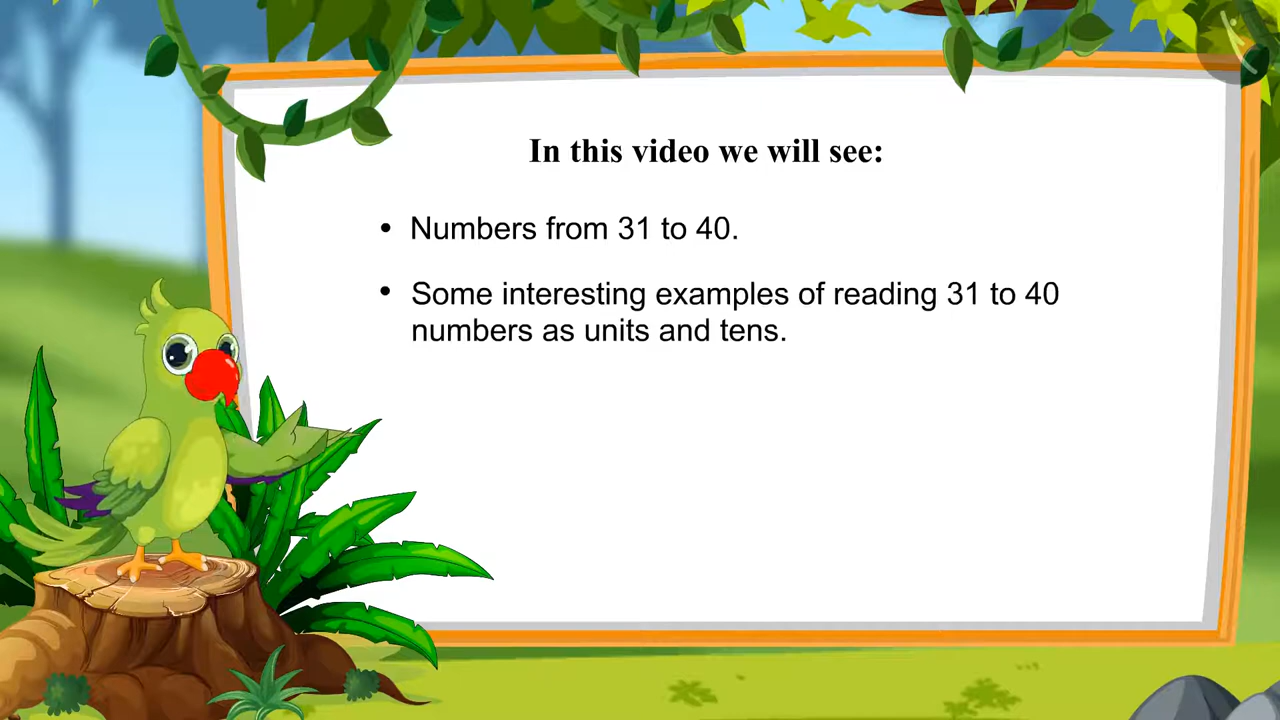 In this video we will see:
• Numbers from 31 to 40.
• Some interesting examples of reading 31 to 40
numbers as units and tens.